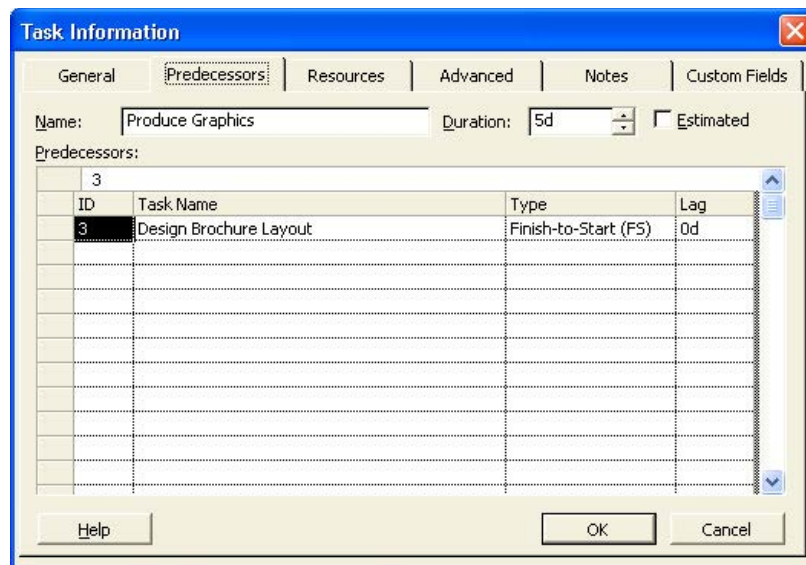 Task Information
General Predecessors Resources Advanced Notes Custom Fields
Name: Produce Graphics Duration: 5d Estimated
Predecessors:
3
ID Task Name Type Lag
3 Design Brochure Layout Finish-to-Start (FS) 0d
Help OK Cancel